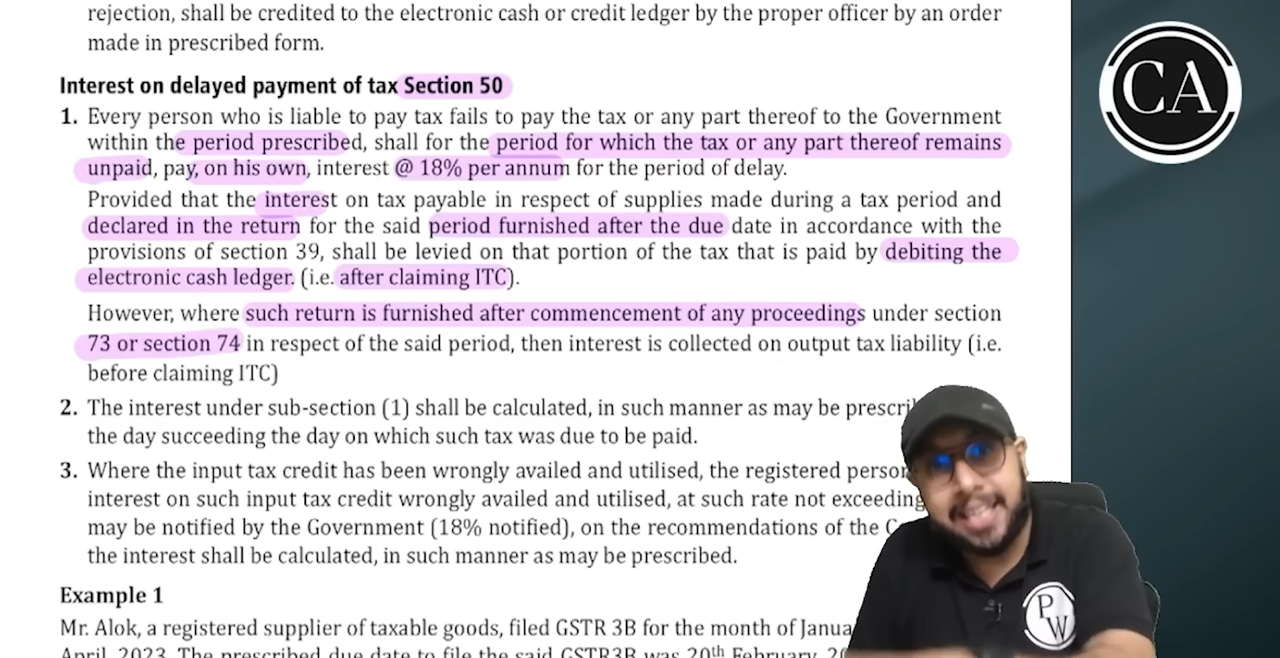 rejection, shall be credited to the electronic cash or credit ledger by the proper officer by an order
made in prescribed form.
Interest on delayed payment of tax Section 50
1. Every person who is liable to pay tax fails to pay the tax or any part thereof to the Government
within the period prescribed, shall for the period for which the tax or any part thereof remains
unpaid, pay, on his own, interest @ 18% per annum for the period of delay.
Provided that the interest on tax payable in respect of supplies made during a tax period and
declared in the return for the said period furnished after the due date in accordance with the
provisions of section 39, shall be levied on that portion of the tax that is paid by debiting the
electronic cash ledger. (i.e. after claiming ITC).
However, where such return is furnished after commencement of any proceedings under section
73 or section 74 in respect of the said period, then interest is collected on output tax liability (i.e.
before claiming ITC)
2. The interest under sub-section (1) shall be calculated, in such manner as may be
the day succeeding the day on which such tax was due to be paid.
3. Where the input tax credit has been wrongly availed and utilised, the registered
interest on such input tax credit wrongly availed and utilised, at such rate not exceeding
may be notified by the Government (18% notified), on the recommendations of the
the interest shall be calculated, in such manner as may be prescribed.
Example 1
Mr. Alok, a registered supplier of taxable goods, filed GSTR 3B for the month of
April, 2023. The prescribed due date to file the said GSTR3B was 20th February,
CA
PW